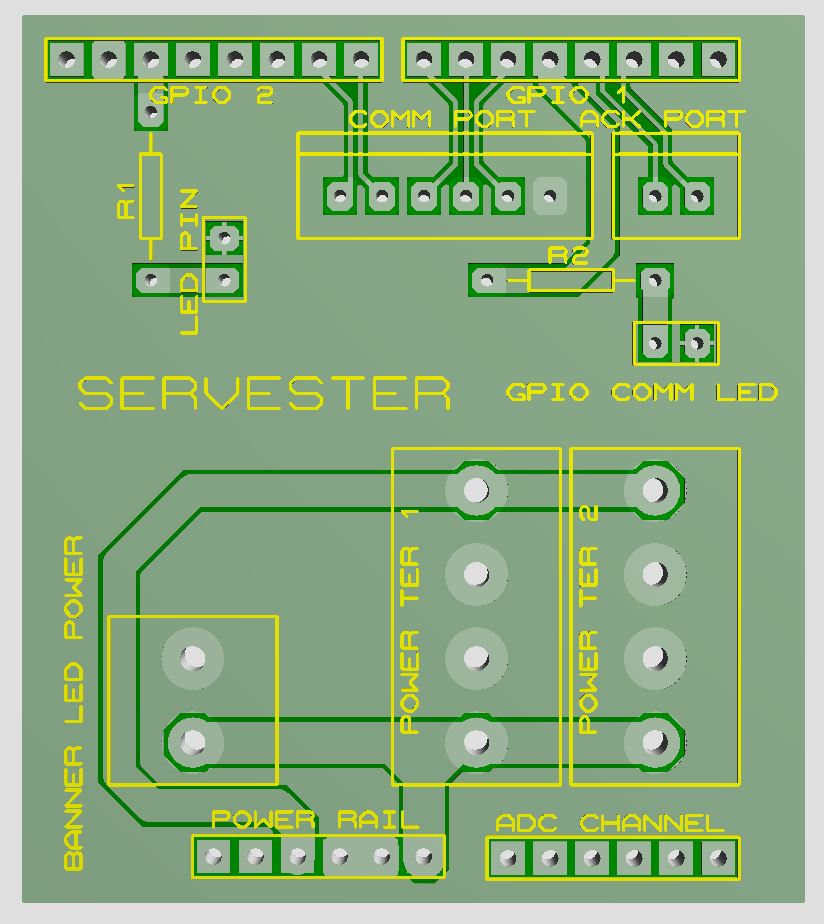 GPIO 2
GPIO 1
COMM PORT
ACK PORT
R1
LED PIN
R2
SERVESTER
GPIO COMM LED
BANNER LED POWER
POWER TER 1
POWER TER 2
POWER RAIL
ADC CHANNEL